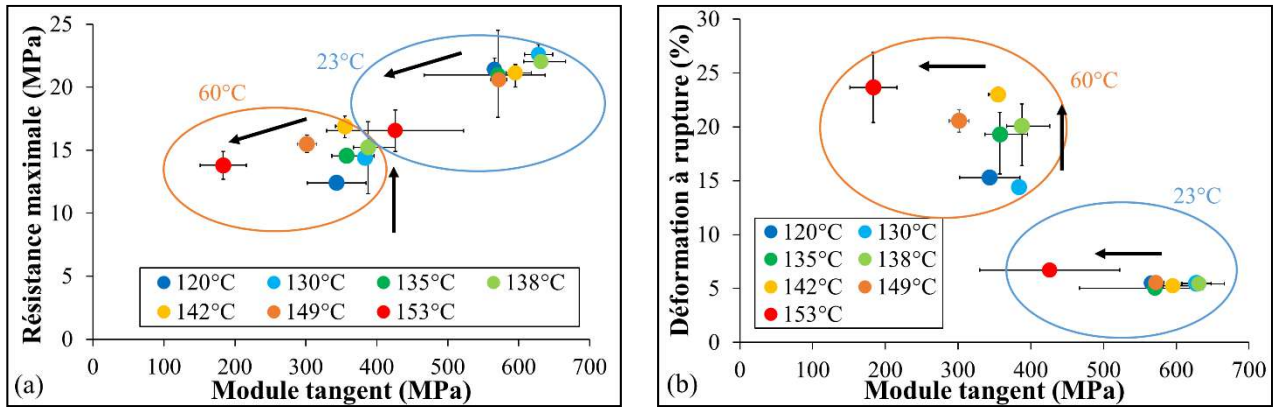 Résistance maximale (MPa)
25
20
15
10
5
0
60°C
23°C
120°C 130°C 135°C 138°C
142°C 149°C 153°C
0 100 200 300 400 500 600 700
Module tangent (MPa)
(a)
Déformation à rupture (%)
30
25
20
15
10
5
0
60°C
23°C
120°C 130°C
135°C 138°C
142°C 149°C
153°C
0 100 200 300 400 500 600 700
Module tangent (MPa)
(b)